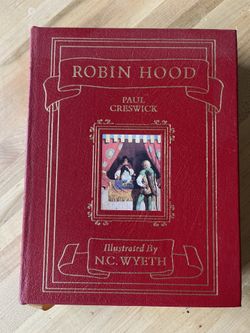 ROBIN HOOD
PAUL
CRESWICK
Illustrated By
N.C. WYETH